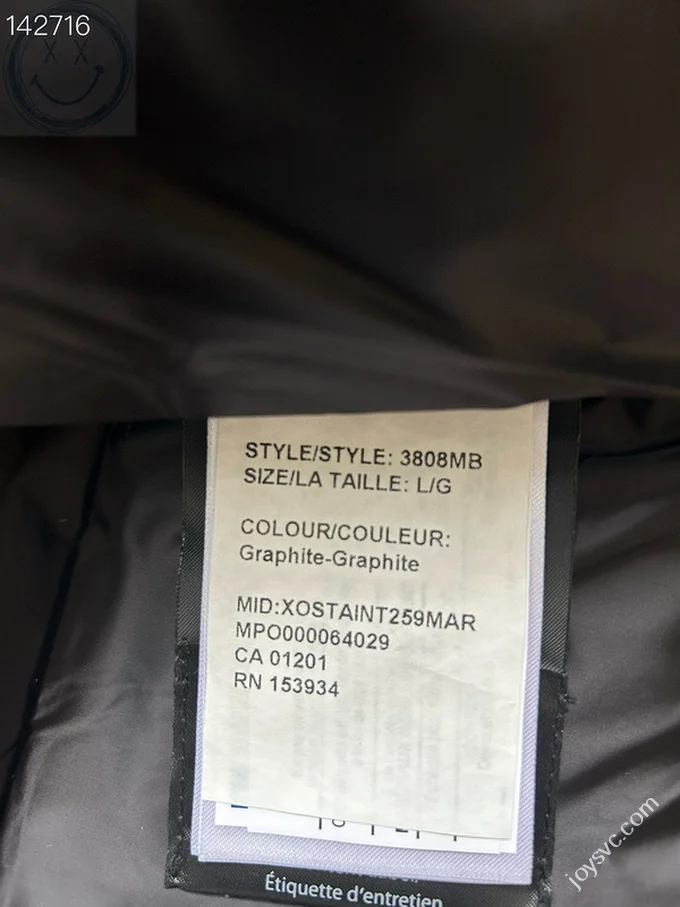 142716
STYLE/STYLE: 3808MB
SIZE/LA TAILLE: L/G
COLOUR/COULEUR:
Graphite-Graphite
MID:XOSTAINT259MAR
MPO000064029
CA 01201
RN 153934
Étiquette d'entretien
joysvc.com